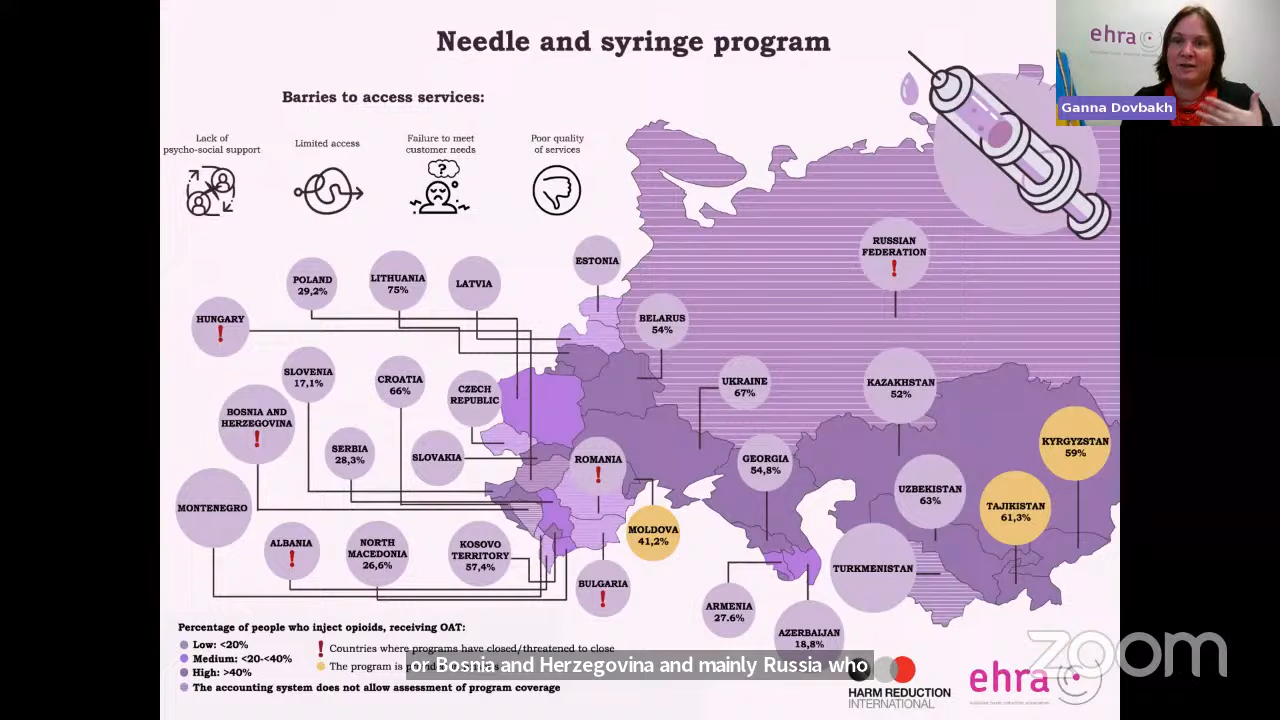 Needle and syringe program
ehra
Ganna Dovbakh
Barries to access services:
Lack of
psycho-social support
Limited access
Failure to meet
customer needs
Poor quality
of services
?
RUSSIAN
FEDERATION
!
ESTONIA
POLAND
29,2%
LITHUANIA
75%
LATVIA
HUNGARY
!
BELARUS
54%
SLOVENIA
17,1%
CROATIA
66%
CZECH
REPUBLIC
UKRAINE
67%
KAZAKHSTAN
52%
BOSNIA AND
HERZEGOVINA
!
SERBIA
28,3%
SLOVAKIA
ROMANIA
!
GEORGIA
54,8%
KYRGYZSTAN
59%
UZBEKISTAN
63%
TAJIKISTAN
61,3%
MONTENEGRO
ALBANIA
!
NORTH
MACEDONIA
26,6%
KOSOVO
TERRITORY
57,4%
MOLDOVA
41,2%
TURKMENISTAN
BULGARIA
!
ARMENIA
27.6%
AZERBAIJAN
18,8%
Percentage of people who inject opioids, receiving OAT:
Low: <20%
Medium: <20-<40%
High: >40%
The accounting system does not allow assessment of program coverage
! Countries where programs have closed/threatened to close
The program is
or Bosnia and Herzegovina and mainly Russia who
HARM REDUCTION
INTERNATIONAL
ehra
zoom